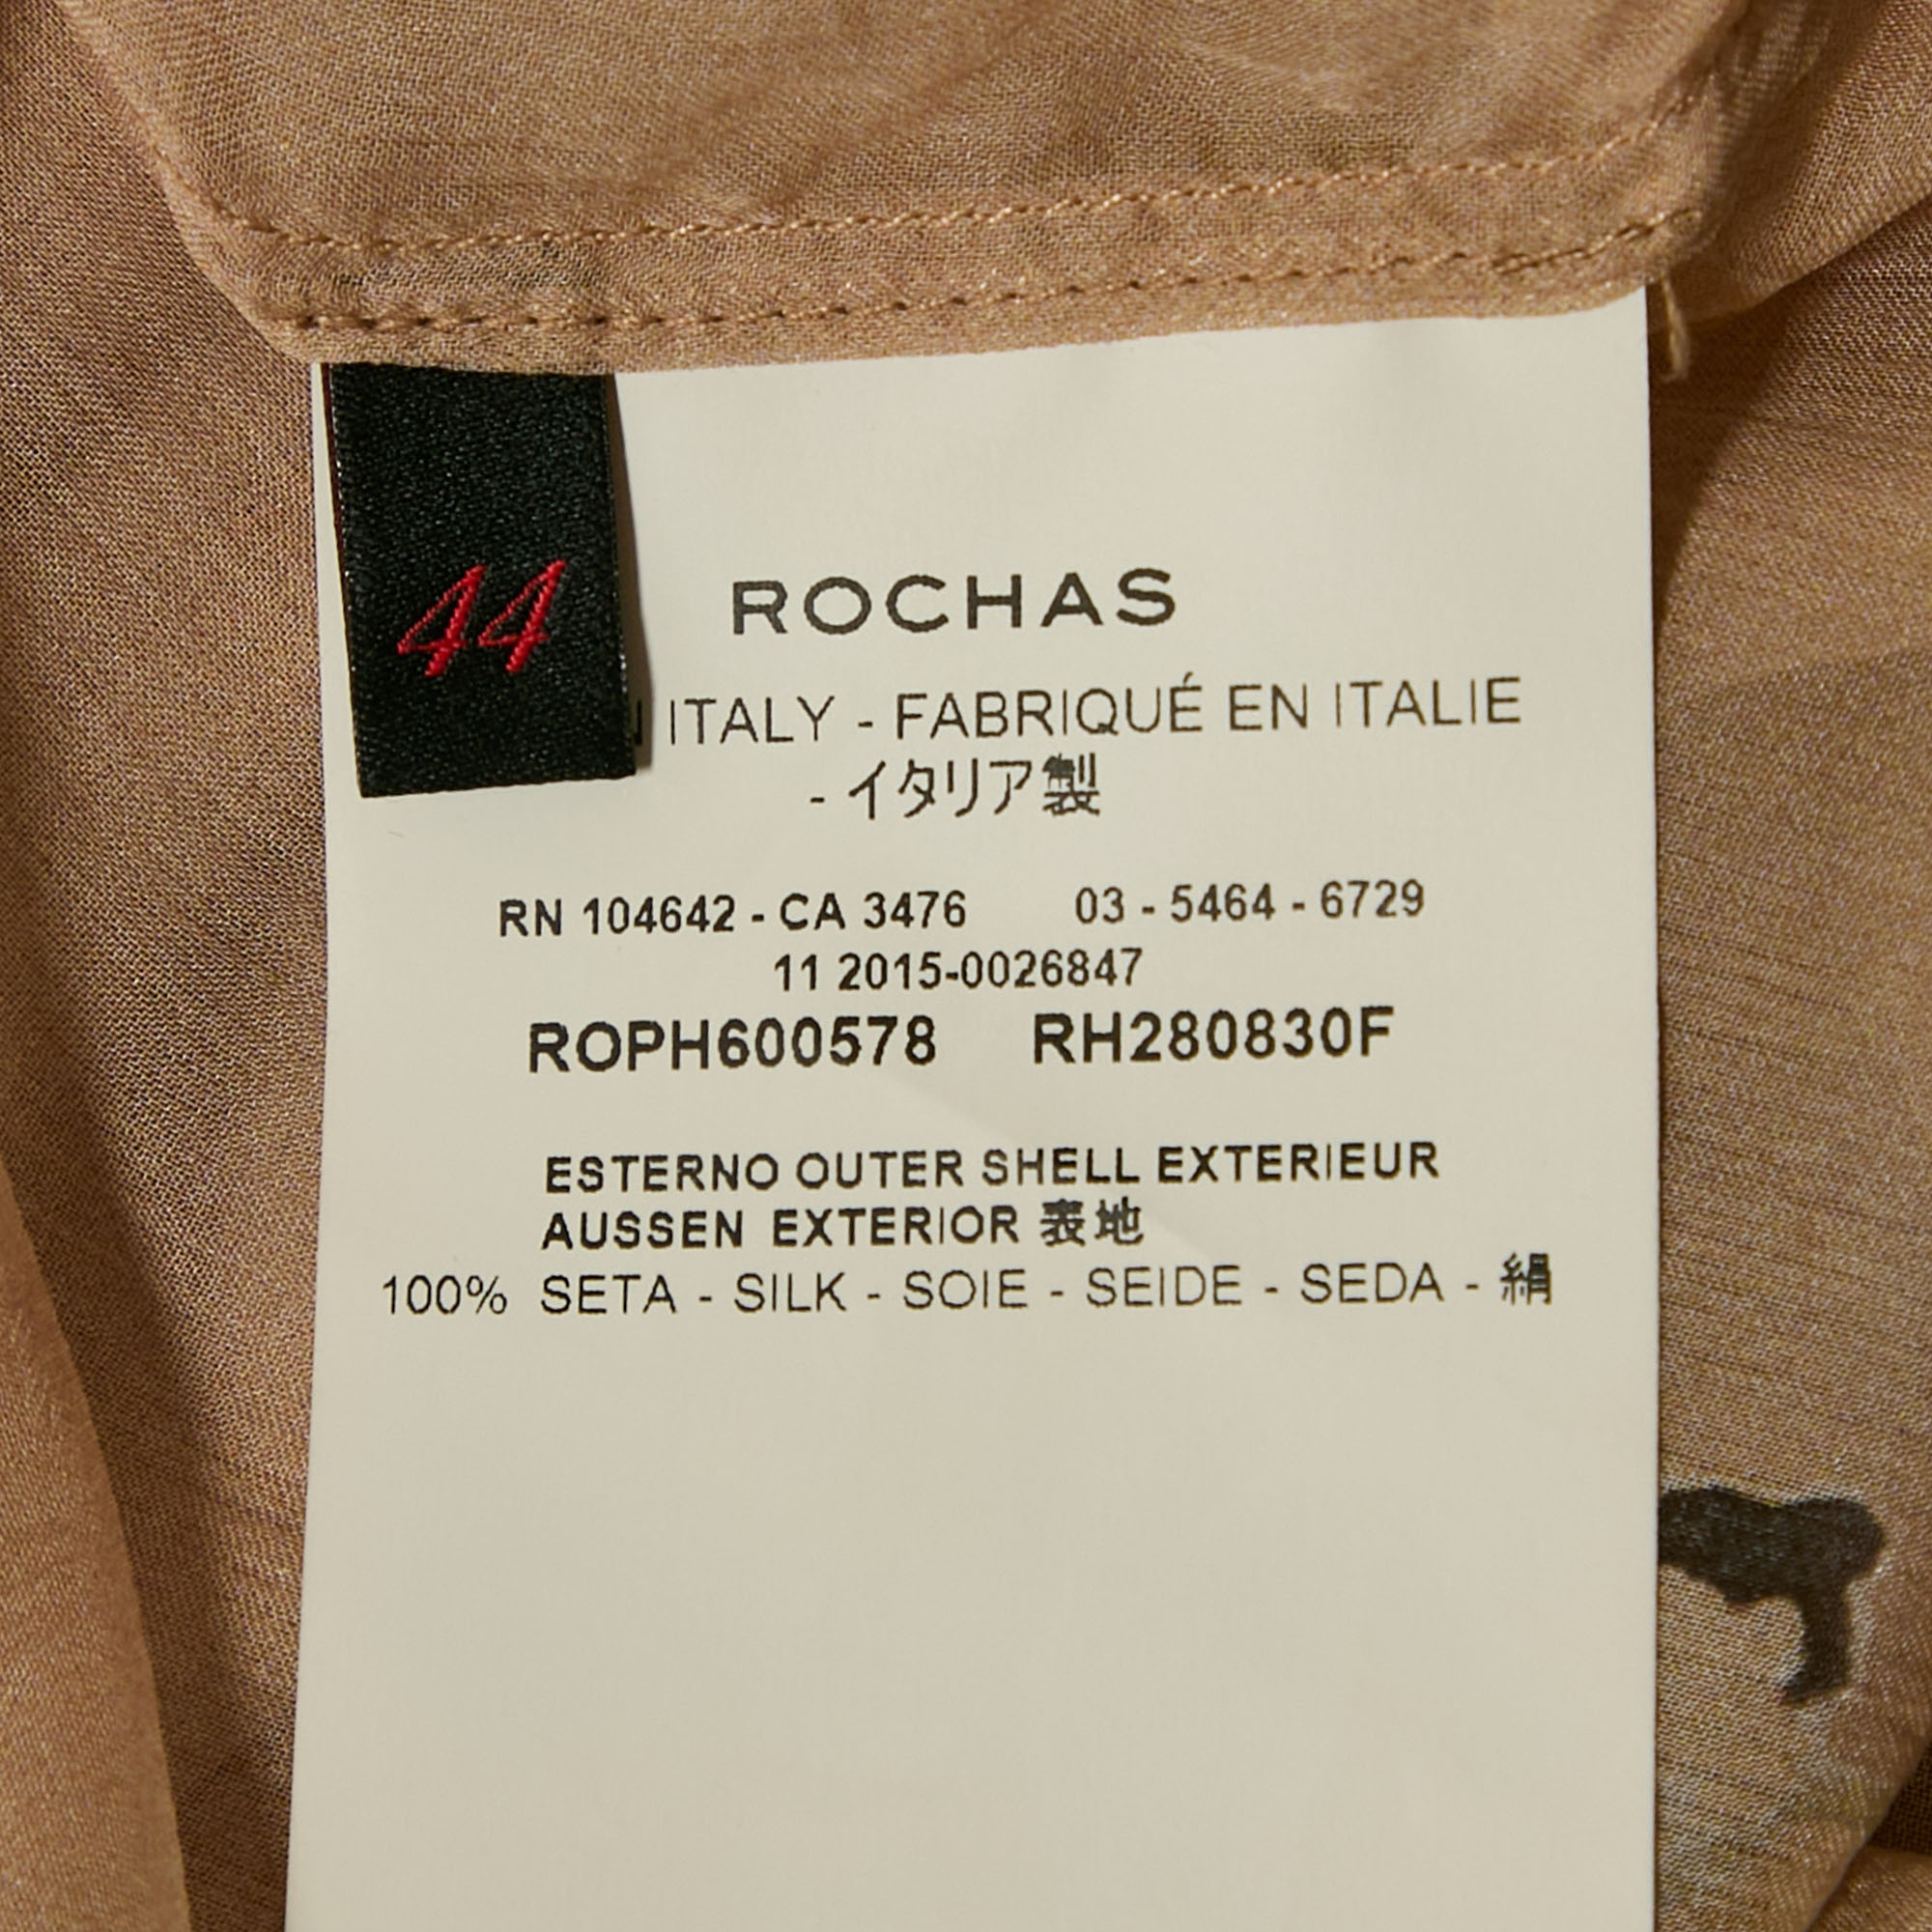 44
ROCHAS
ITALY - FABRIQUÉ EN ITALIE
- イタリア製
RN 104642 - CA 3476 03 - 5464 - 6729
11 2015-0026847
ROPH600578 RH280830F
ESTERNO OUTER SHELL EXTERIEUR
AUSSEN EXTERIOR 表地
100% SETA - SILK - SOIE - SEIDE - SEDA - 絹